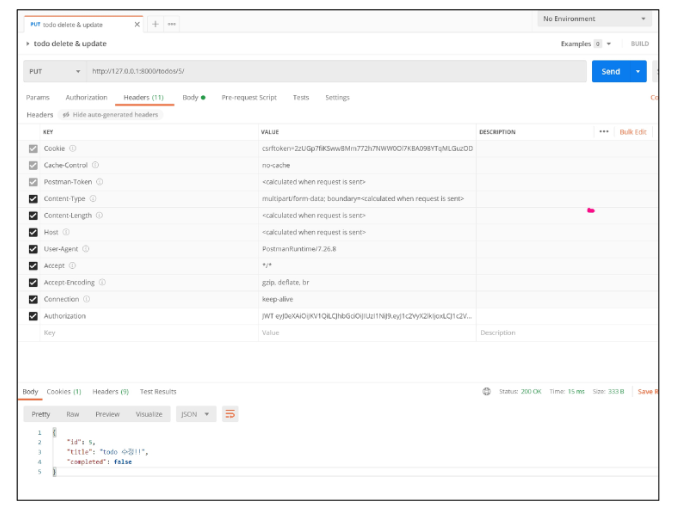 PUT todo delete & update
No Environment
todo delete & update
Examples 0 BUILD
PUT http://127.0.0.1:8000/todos/5/ Send
Params Authorization Headers (11) Body Pre-request Script Tests Settings Co
Headers Hide auto-generated headers
KEY VALUE DESCRIPTION Bulk Edit
Cookie
Cache-Control no-cache
Postman-Token <calculated when request is sent>
Content-Type multipart/form-data; boundary=<calculated when request is sent>
Content-Length <calculated when request is sent>
Host <calculated when request is sent>
User-Agent PostmanRuntime/7.26.8
Accept */*
Accept-Encoding gzip, deflate, br
Connection keep-alive
Authorization JWT
Key Value Description
Body Cookies (1) Headers (9) Test Results Status: 200 OK Time: 15 ms Size: 333 B Save R
Pretty Raw Preview Visualize JSON
1 {
2 "id": 5,
3 "title": "todo 수정!!",
4 "completed": false
5 }